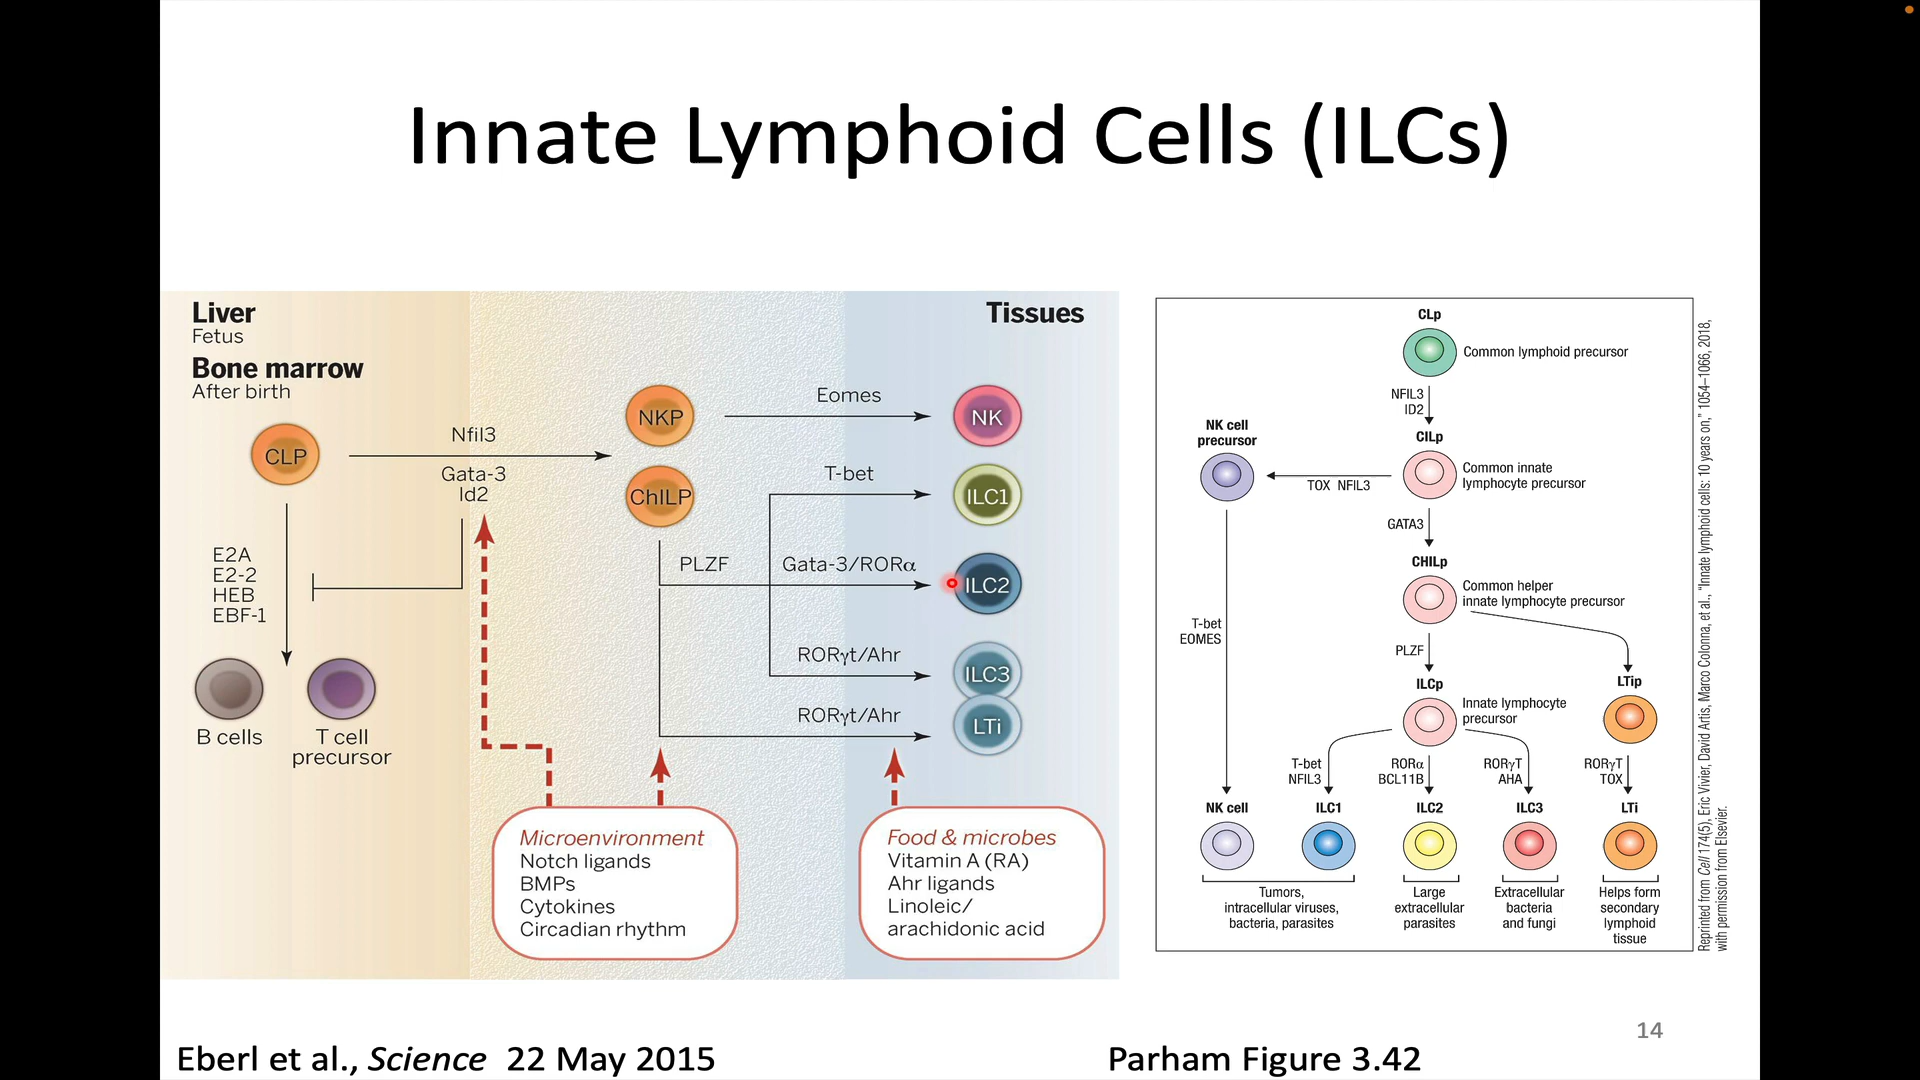 Innate Lymphoid Cells (ILCs)
Liver
Fetus
Bone marrow
After birth
Tissues
CLP
Nfil3
Gata-3
Id2
E2A
E2-2
HEB
EBF-1
B cells
T cell
precursor
NKP
ChILP
Eomes
NK
T-bet
ILC1
PLZF
Gata-3/RORα
ILC2
RORγt/Ahr
ILC3
RORγt/Ahr
LTi
Microenvironment
Notch ligands
BMPs
Cytokines
Circadian rhythm
Food & microbes
Vitamin A (RA)
Ahr ligands
Linoleic/
arachidonic acid
CLp
Common lymphoid precursor
NFIL3
ID2
NK cell
precursor
CILp
Common innate
lymphocyte precursor
TOX NFIL3
GATA3
CHILp
Common helper
innate lymphocyte precursor
T-bet
EOMES
PLZF
ILCp
Innate lymphocyte
precursor
LTip
T-bet
NFIL3
RORα
BCL11B
RORγT
AHA
RORγT
TOX
NK cell
ILC1
ILC2
ILC3
LTi
Tumors,
intracellular viruses,
bacteria, parasites
Large
extracellular
parasites
Extracellular
bacteria
and fungi
Helps form
secondary
lymphoid
tissue
Reprinted from Cell 174(5), Eric Vivier, David Artis, Marco Colonna, et al., "Innate lymphoid cells: 10 years on," 1054–1066, 2018,
with permission from Elsevier.
14
Eberl et al., Science 22 May 2015
Parham Figure 3.42